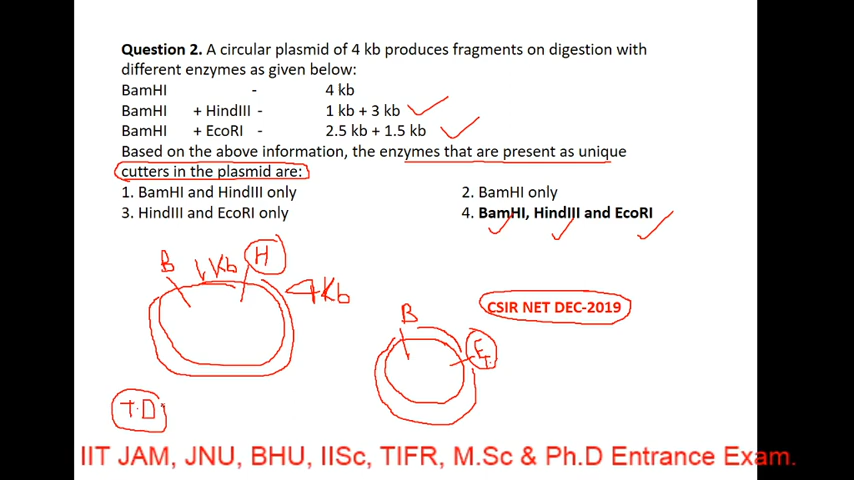 Question 2. A circular plasmid of 4 kb produces fragments on digestion with
different enzymes as given below:
BamHI - 4 kb
BamHI + HindIII - 1 kb + 3 kb
BamHI + EcoRI - 2.5 kb + 1.5 kb
Based on the above information, the enzymes that are present as unique
cutters in the plasmid are:
1. BamHI and HindIII only 2. BamHI only
3. HindIII and EcoRI only 4. BamHI, HindIII and EcoRI
B 1Kb H
4Kb
CSIR NET DEC-2019
B
T.D
IIT JAM, JNU, BHU, IISc, TIFR, M.Sc & Ph.D Entrance Exam.